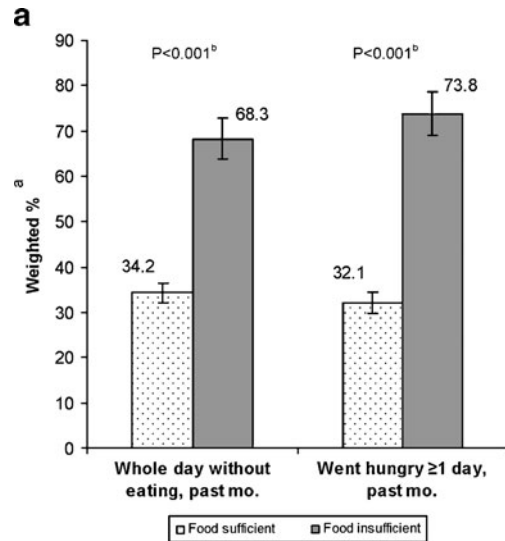 a
90
80
70
60
50
40
30
20
10
0
Weighted % a
P<0.001b
P<0.001b
34.2
68.3
32.1
73.8
Whole day without
eating, past mo.
Went hungry ≥1 day,
past mo.
Food sufficient
Food insufficient